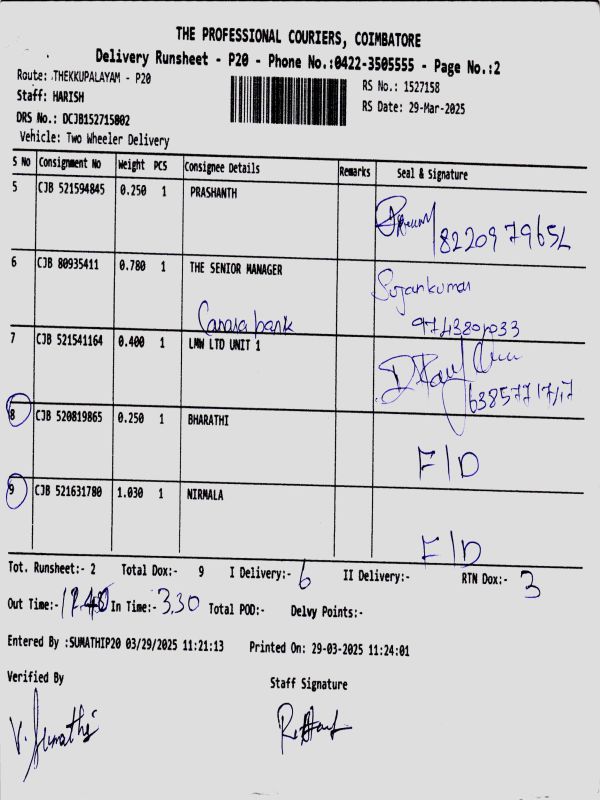 THE PROFESSIONAL COURIERS, COIMBATORE
Delivery Runsheet - P20 - Phone No.:0422-3505555 - Page No.:2
Route: THEKKUPALAYAM - P20
RS No.: 1527158
Staff: HARISH
RS Date: 29-Mar-2025
DRS No.: DCJB152715802
Vehicle: Two Wheeler Delivery
S No Consignment No Weight PCS Consignee Details Remarks Seal & Signature
5 CJB 521594845 0.250 1 PRASHANTH
6 CJB 80935411 0.780 1 THE SENIOR MANAGER
Sujankumar
Canara bank
7 CJB 521541164 0.400 1 LMW LTD UNIT 1
8 CJB 520819865 0.250 1 BHARATHI
F/D
9 CJB 521631780 1.030 1 NIRMALA
F/D
Tot. Runsheet:- 2 Total Dox:- 9 I Delivery:- 6 II Delivery:- RTN Dox:- 3
Out Time:- In Time:- 3.30 Total POD:- Delvy Points:-
Entered By :SUMATHIP20 03/29/2025 11:21:13 Printed On: 29-03-2025 11:24:01
Verified By Staff Signature
V. Sumathi